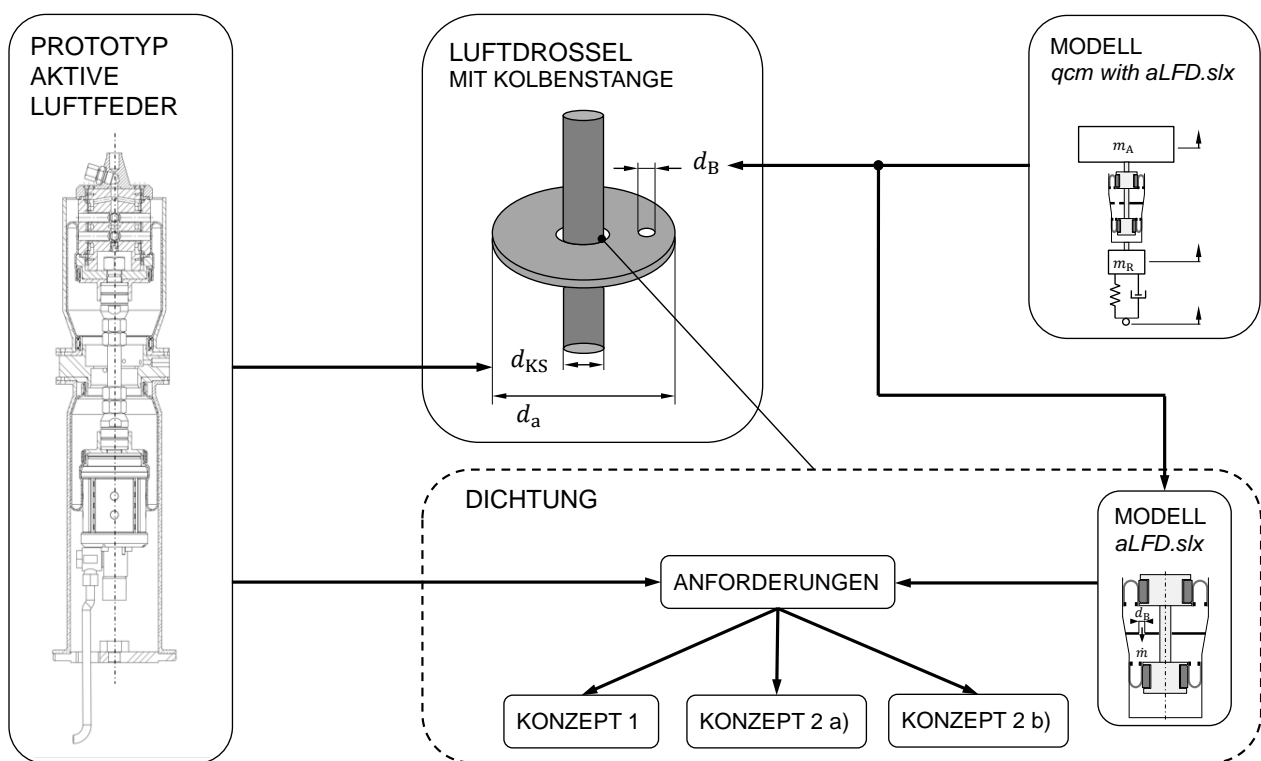 PROTOTYP
AKTIVE
LUFTFEDER
LUFTDROSSEL
MIT KOLBENSTANGE
d_B
d_KS
d_a
MODELL
qcm with aLFD.slx
m_A
m_R
DICHTUNG
ANFORDERUNGEN
KONZEPT 1
KONZEPT 2 a)
KONZEPT 2 b)
MODELL
aLFD.slx
d_B
ṁ